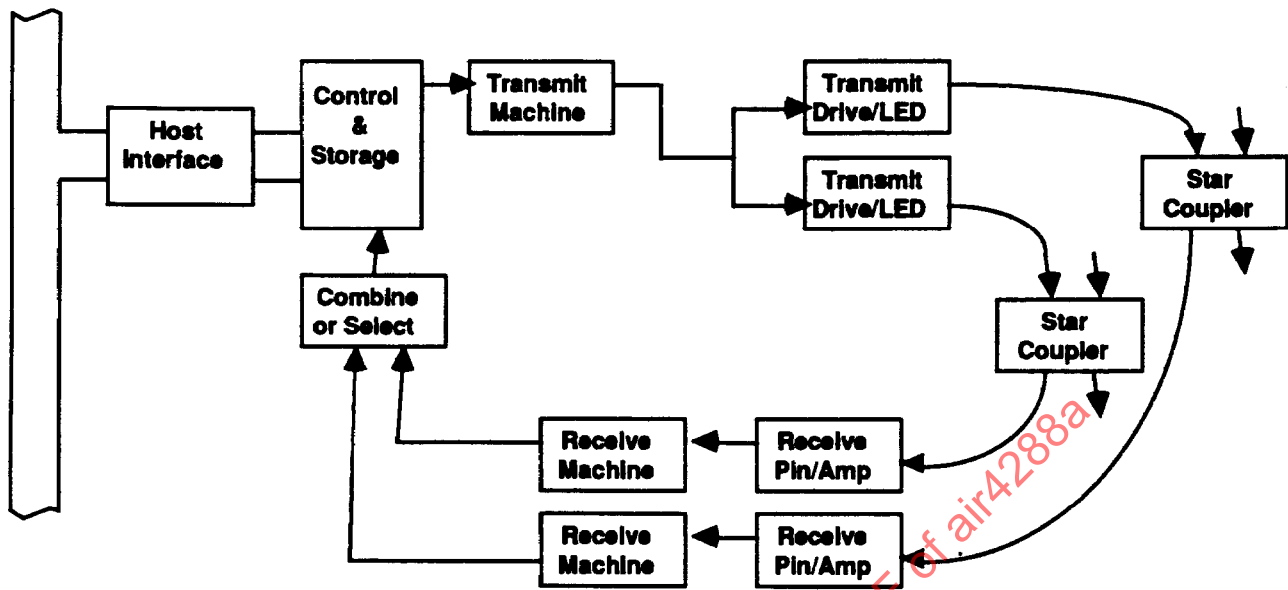 Host
Interface
Control
&
Storage
Transmit
Machine
Transmit
Drive/LED
Transmit
Drive/LED
Star
Coupler
Star
Coupler
Combine
or Select
Receive
Machine
Receive
Pin/Amp
Receive
Machine
Receive
Pin/Amp
of air4288a